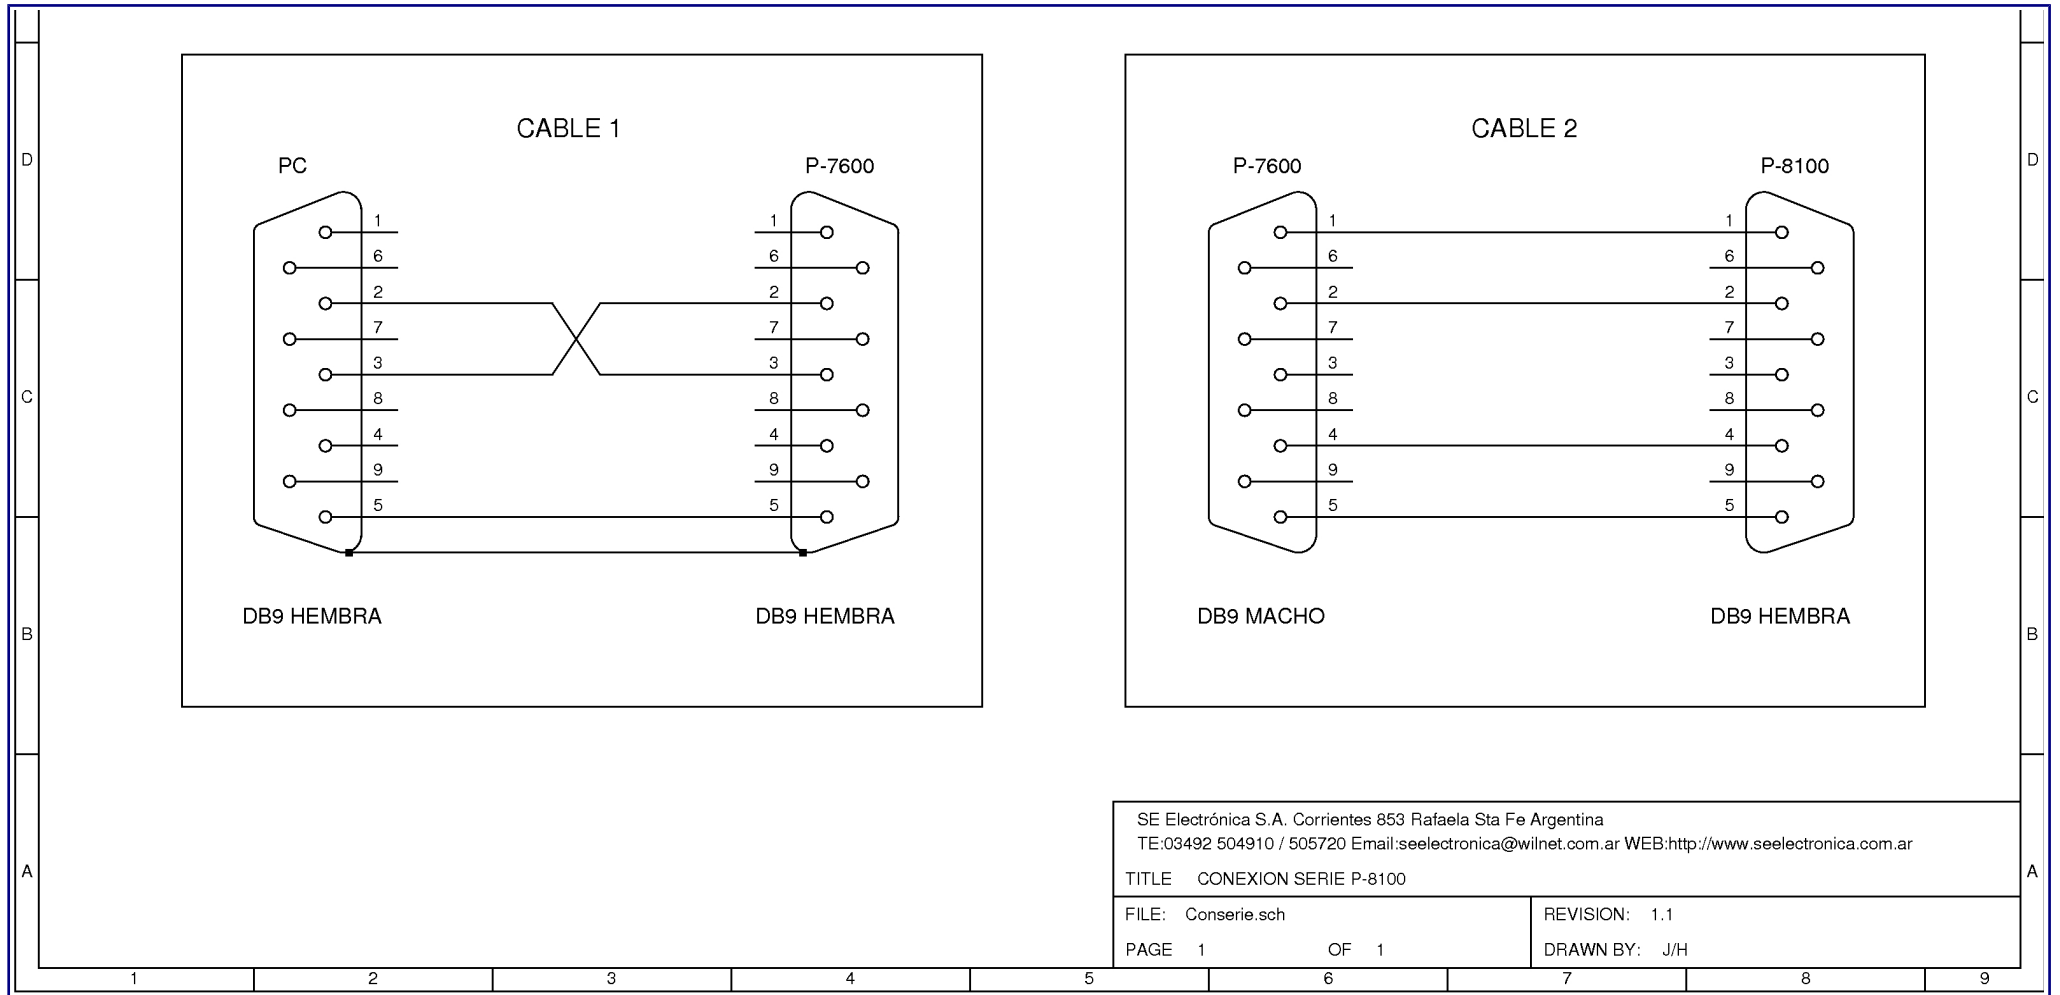 CABLE 1
PC P-7600
1 1
6 6
2 2
7 7
3 3
8 8
4 4
9 9
5 5
DB9 HEMBRA DB9 HEMBRA
CABLE 2
P-7600 P-8100
1 1
6 6
2 2
7 7
3 3
8 8
4 4
9 9
5 5
DB9 MACHO DB9 HEMBRA
D D
C C
B B
A A
SE Electrónica S.A. Corrientes 853 Rafaela Sta Fe Argentina
TE:03492 504910 / 505720 Email:seelectronica@wilnet.com.ar WEB:http://www.seelectronica.com.ar
TITLE CONEXION SERIE P-8100
FILE: Conserie.sch REVISION: 1.1
PAGE 1 OF 1 DRAWN BY: J/H
1 2 3 4 5 6 7 8 9